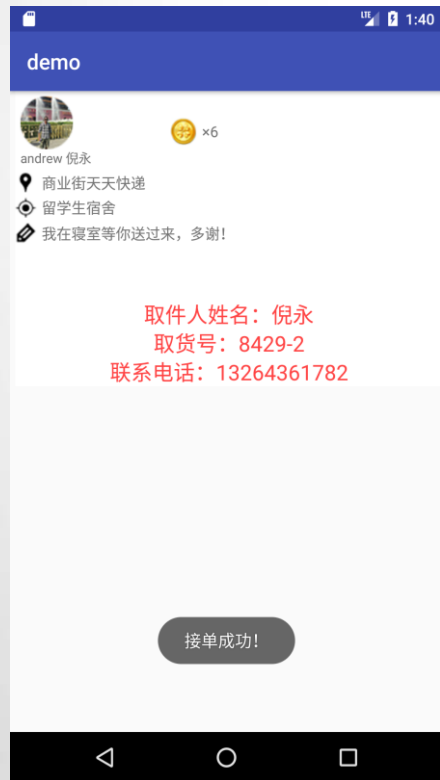 LTE 1:40
demo
×6
andrew 倪永
商业街天天快递
留学生宿舍
我在寝室等你送过来，多谢！
取件人姓名：倪永
取货号：8429-2
联系电话：13264361782
接单成功！